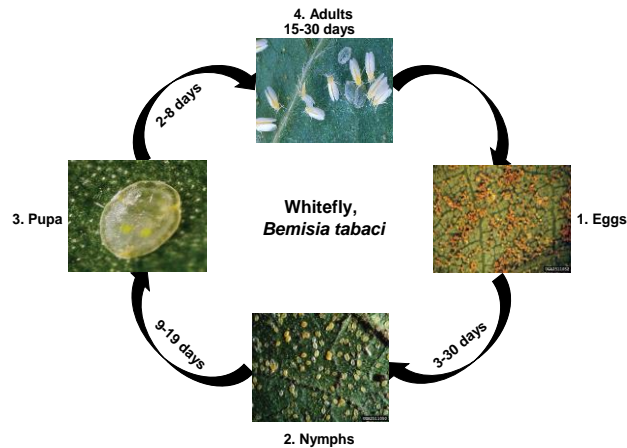 4. Adults
15-30 days
2-8 days
3. Pupa
Whitefly,
Bemisia tabaci
1. Eggs
9-19 days
3-30 days
2. Nymphs